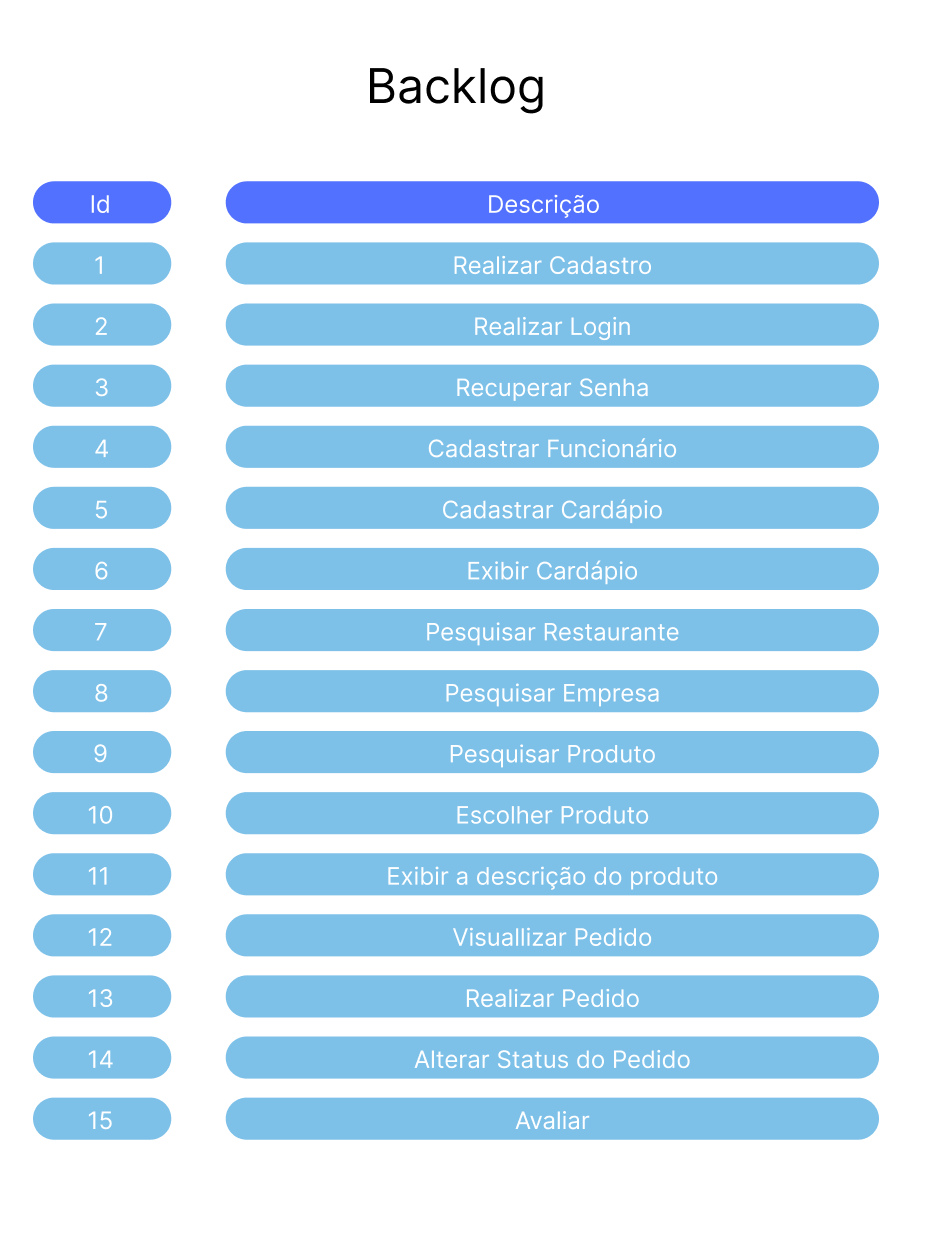 Backlog
Id Descrição
1 Realizar Cadastro
2 Realizar Login
3 Recuperar Senha
4 Cadastrar Funcionário
5 Cadastrar Cardápio
6 Exibir Cardápio
7 Pesquisar Restaurante
8 Pesquisar Empresa
9 Pesquisar Produto
10 Escolher Produto
11 Exibir a descrição do produto
12 Visuallizar Pedido
13 Realizar Pedido
14 Alterar Status do Pedido
15 Avaliar